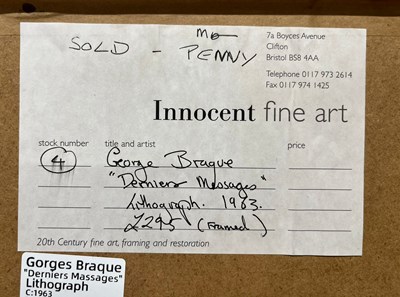 SOLD - PENNY
7a Boyces Avenue
Clifton
Bristol BS8 4AA
Telephone 0117 973 2614
Fax 0117 974 1425
Innocent fine art
stock number title and artist price
4 George Braque
"Derniers Messages"
Lithograph. 1963.
£295 (Framed)
20th Century fine art, framing and restoration
Gorges Braque
"Derniers Massages"
Lithograph
C:1963